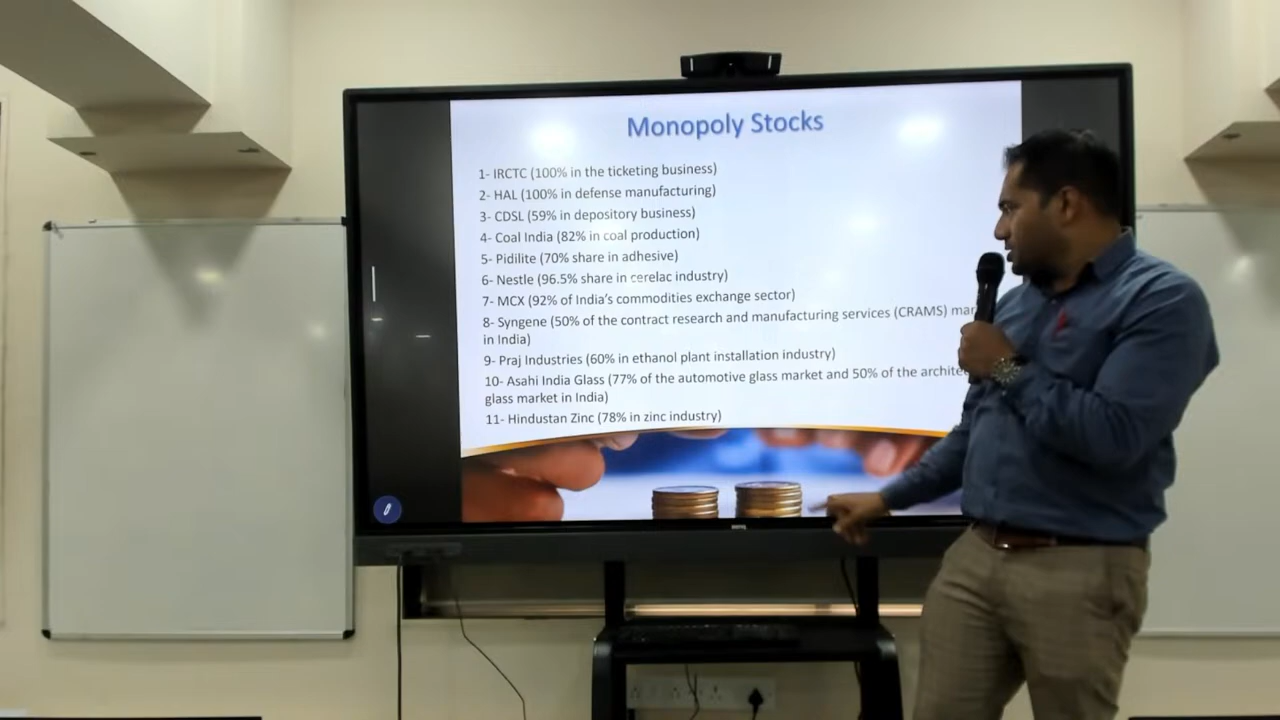 Monopoly Stocks
1- IRCTC (100% in the ticketing business)
2- HAL (100% in defense manufacturing)
3- CDSL (59% in depository business)
4- Coal India (82% in coal production)
5- Pidilite (70% share in adhesive)
6- Nestle (96.5% share in cerelac industry)
7- MCX (92% of India's commodities exchange sector)
8- Syngene (50% of the contract research and manufacturing services (CRAMS)
in India)
9- Praj Industries (60% in ethanol plant installation industry)
10- Asahi India Glass (77% of the automotive glass market and 50% of the
glass market in India)
11- Hindustan Zinc (78% in zinc industry)